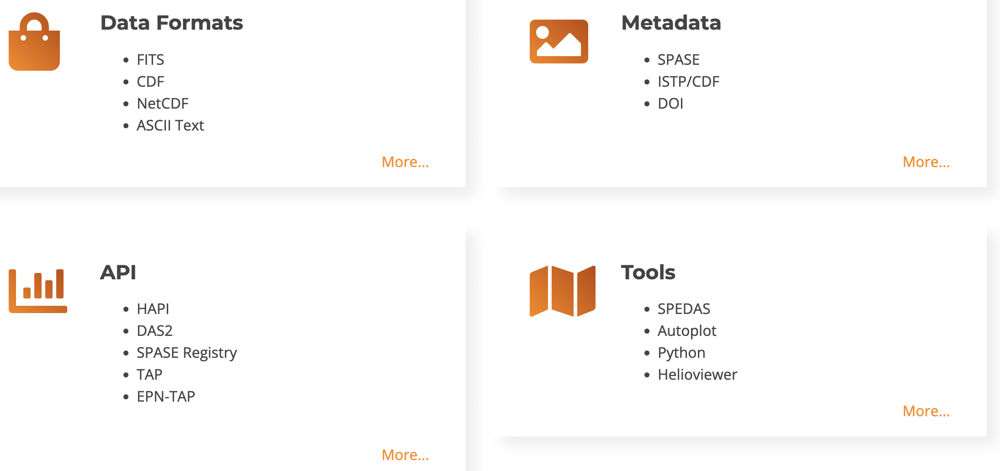 Data Formats
FITS
CDF
NetCDF
ASCII Text
More...
Metadata
SPASE
ISTP/CDF
DOI
More...
API
HAPI
DAS2
SPASE Registry
TAP
EPN-TAP
More...
Tools
SPEDAS
Autoplot
Python
Helioviewer
More...